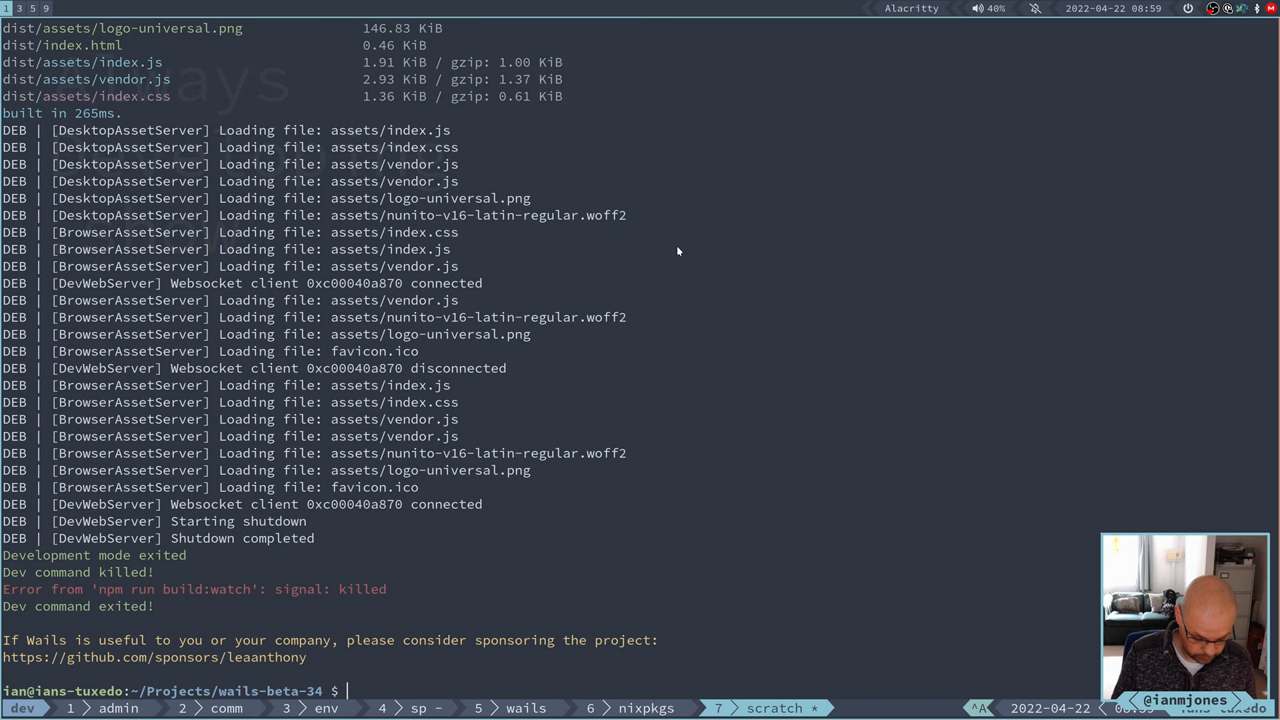 1 3 5 9 Alacritty 40% 2022-04-22 08:59
dist/assets/logo-universal.png 146.83 KiB
dist/index.html 0.46 KiB
dist/assets/index.js 1.91 KiB / gzip: 1.00 KiB
dist/assets/vendor.js 2.93 KiB / gzip: 1.37 KiB
dist/assets/index.css 1.36 KiB / gzip: 0.61 KiB
built in 265ms.
DEB | [DesktopAssetServer] Loading file: assets/index.js
DEB | [DesktopAssetServer] Loading file: assets/index.css
DEB | [DesktopAssetServer] Loading file: assets/vendor.js
DEB | [DesktopAssetServer] Loading file: assets/vendor.js
DEB | [DesktopAssetServer] Loading file: assets/logo-universal.png
DEB | [DesktopAssetServer] Loading file: assets/nunito-v16-latin-regular.woff2
DEB | [BrowserAssetServer] Loading file: assets/index.css
DEB | [BrowserAssetServer] Loading file: assets/index.js
DEB | [BrowserAssetServer] Loading file: assets/vendor.js
DEB | [DevWebServer] Websocket client 0xc00040a870 connected
DEB | [BrowserAssetServer] Loading file: assets/vendor.js
DEB | [BrowserAssetServer] Loading file: assets/nunito-v16-latin-regular.woff2
DEB | [BrowserAssetServer] Loading file: assets/logo-universal.png
DEB | [BrowserAssetServer] Loading file: favicon.ico
DEB | [DevWebServer] Websocket client 0xc00040a870 disconnected
DEB | [BrowserAssetServer] Loading file: assets/index.js
DEB | [BrowserAssetServer] Loading file: assets/index.css
DEB | [BrowserAssetServer] Loading file: assets/vendor.js
DEB | [BrowserAssetServer] Loading file: assets/vendor.js
DEB | [BrowserAssetServer] Loading file: assets/nunito-v16-latin-regular.woff2
DEB | [BrowserAssetServer] Loading file: assets/logo-universal.png
DEB | [BrowserAssetServer] Loading file: favicon.ico
DEB | [DevWebServer] Websocket client 0xc00040a870 connected
DEB | [DevWebServer] Starting shutdown
DEB | [DevWebServer] Shutdown completed
Development mode exited
Dev command killed!
Error from 'npm run build:watch': signal: killed
Dev command exited!
If Wails is useful to you or your company, please consider sponsoring the project:
https://github.com/sponsors/leaanthony
ian@ians-tuxedo:~/Projects/wails-beta-34 $
@ianmjones
dev 1 admin 2 comm 3 env 4 sp - 5 wails 6 nixpkgs 7 scratch * ^A 2022-04-22